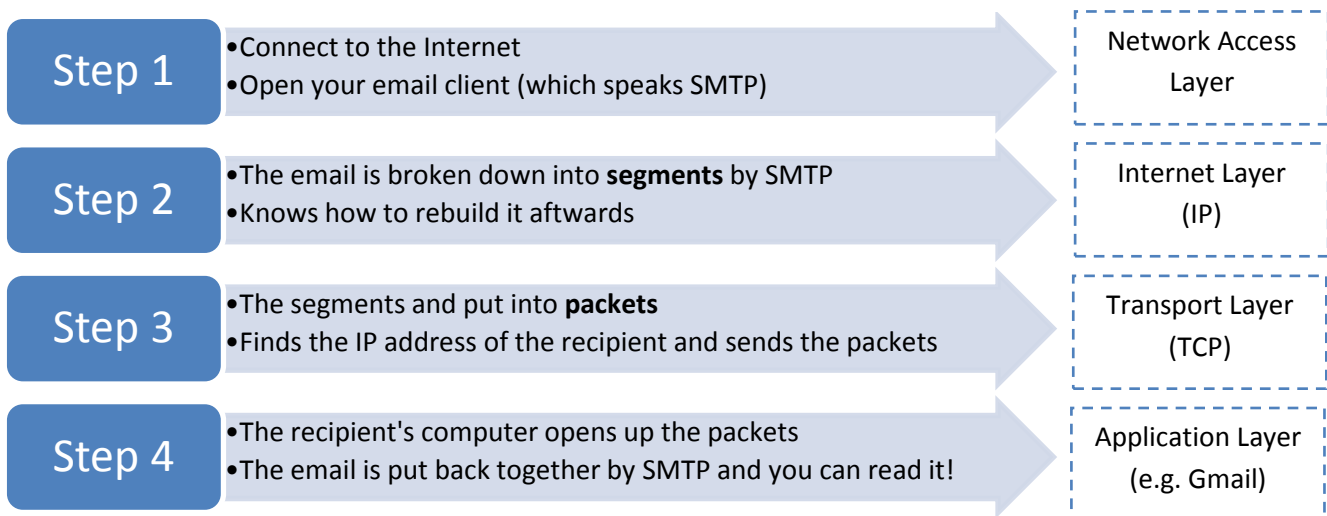 Step 1
•Connect to the Internet
•Open your email client (which speaks SMTP)
Network Access
Layer
Step 2
•The email is broken down into segments by SMTP
•Knows how to rebuild it aftwards
Internet Layer
(IP)
Step 3
•The segments and put into packets
•Finds the IP address of the recipient and sends the packets
Transport Layer
(TCP)
Step 4
•The recipient's computer opens up the packets
•The email is put back together by SMTP and you can read it!
Application Layer
(e.g. Gmail)